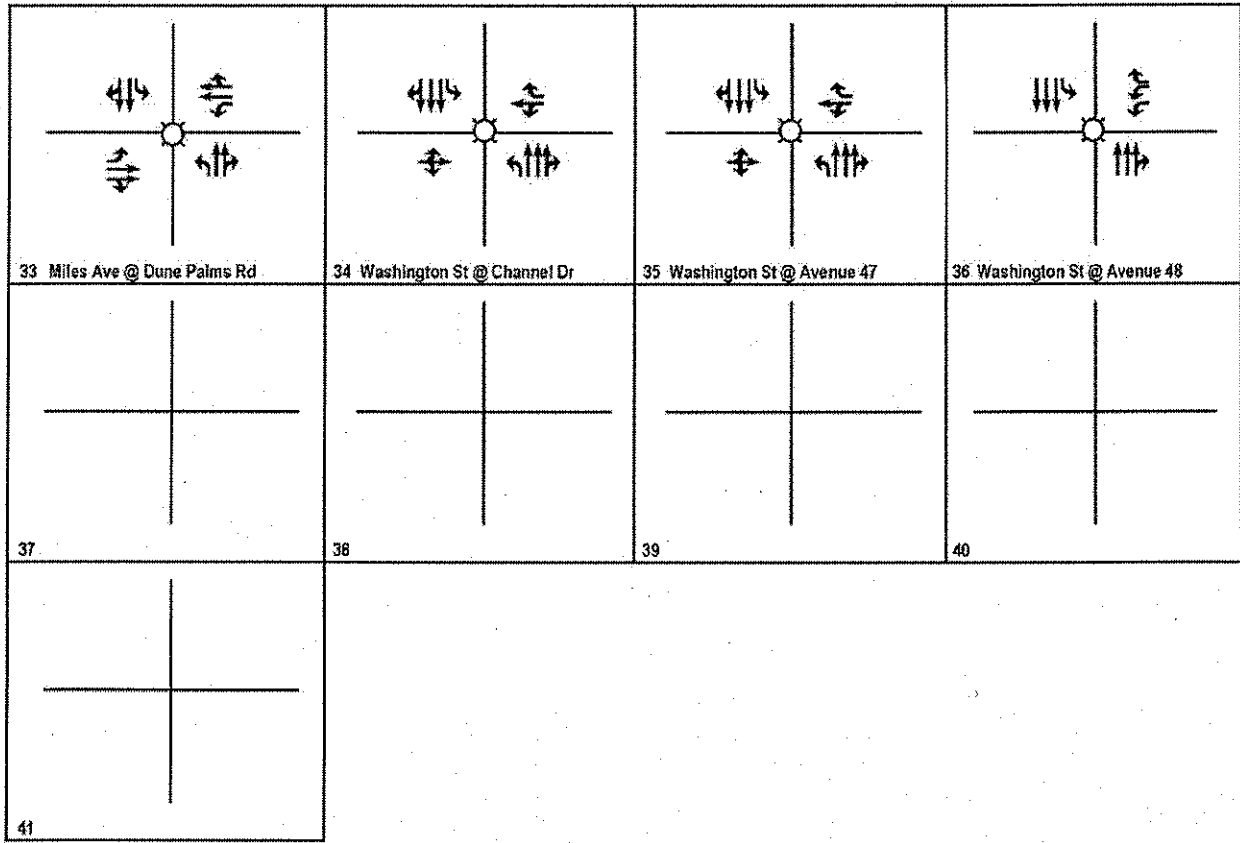 33 Miles Ave @ Dune Palms Rd
34 Washington St @ Channel Dr
35 Washington St @ Avenue 47
36 Washington St @ Avenue 48
37
38
39
40
41